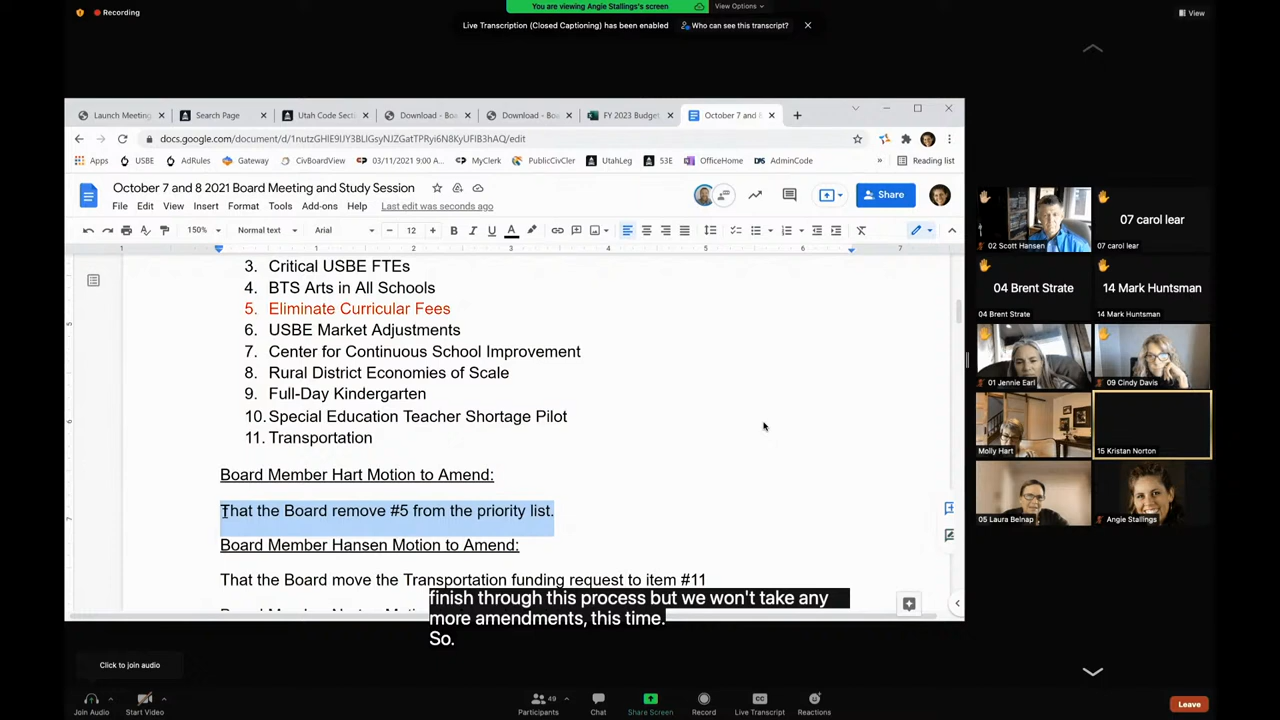 Recording
You are viewing Angie Stallings's screen
View Options
Live Transcription (Closed Captioning) has been enabled
Who can see this transcript?
View
Launch Meeting
Search Page
Utah Code Secti
Download - Boa
Download - Boa
FY 2023 Budget
October 7 and 8
docs.google.com/document/d/1nutzGHlE9IJY3BLlGsyNJZGatTPRyi6N8KyUFlB3hAQ/edit
Apps
USBE
AdRules
Gateway
CivBoardVIEW
03/11/2021 9:00 A...
MyClerk
PublicCivCler
UtahLeg
53E
OfficeHome
AdminCode
»
Reading list
October 7 and 8 2021 Board Meeting and Study Session
File Edit View Insert Format Tools Add-ons Help Last edit was seconds ago
Share
150% Normal text Arial 12
1 1 2 3 4 5 6 7
3. Critical USBE FTEs
4. BTS Arts in All Schools
5. Eliminate Curricular Fees
6. USBE Market Adjustments
7. Center for Continuous School Improvement
8. Rural District Economies of Scale
9. Full-Day Kindergarten
10. Special Education Teacher Shortage Pilot
11. Transportation
Board Member Hart Motion to Amend:
That the Board remove #5 from the priority list.
Board Member Hansen Motion to Amend:
That the Board move the Transportation funding request to item #11
finish through this process but we won't take any
more amendments, this time.
So.
02 Scott Hansen
07 carol lear
07 carol lear
04 Brent Strate
04 Brent Strate
14 Mark Huntsman
14 Mark Huntsman
01 Jennie Earl
09 Cindy Davis
Molly Hart
15 Kristan Norton
05 Laura Belnap
Angie Stallings
Click to join audio
Join Audio
Start Video
49
Participants
Chat
Share Screen
Record
CC
Live Transcript
Reactions
Leave